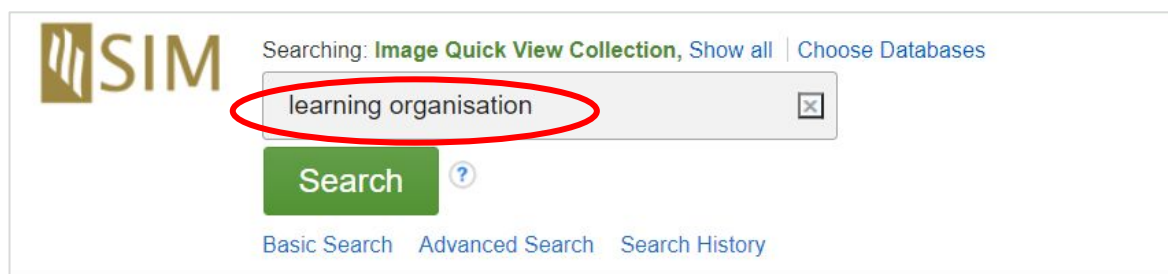 SIM
Searching: Image Quick View Collection, Show all | Choose Databases
learning organisation
Search ?
Basic Search Advanced Search Search History